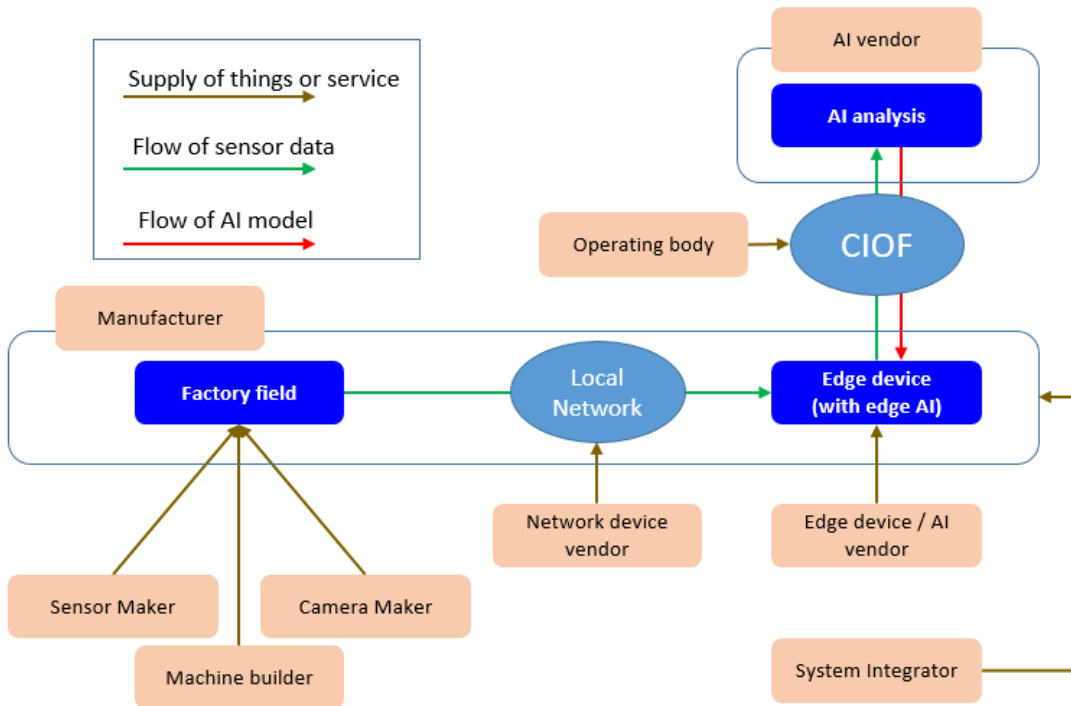 Supply of things or service
Flow of sensor data
Flow of AI model
AI vendor
AI analysis
Operating body
CIOF
Manufacturer
Factory field
Local
Network
Edge device
(with edge AI)
Network device
vendor
Edge device / AI
vendor
Sensor Maker
Camera Maker
Machine builder
System Integrator